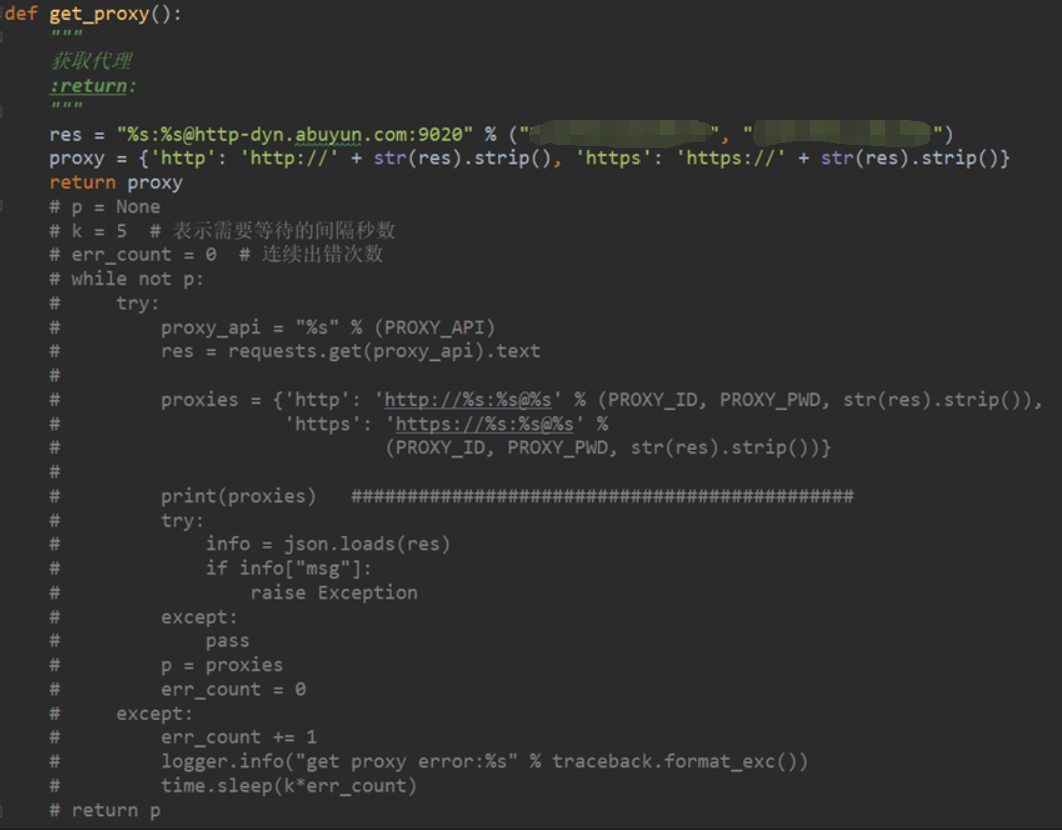 def get_proxy():
    """
    获取代理
    :return:
    """
    res = "%s:%s@http-dyn.abuyun.com:9020" % ("", "")
    proxy = {'http': 'http://' + str(res).strip(), 'https': 'https://' + str(res).strip()}
    return proxy
    # p = None
    # k = 5  # 表示需要等待的间隔秒数
    # err_count = 0  # 连续出错次数
    # while not p:
    #     try:
    #         proxy_api = "%s" % (PROXY_API)
    #         res = requests.get(proxy_api).text
    #
    #         proxies = {'http': 'http://%s:%s@%s' % (PROXY_ID, PROXY_PWD, str(res).strip()),
    #                    'https': 'https://%s:%s@%s' %
    #                             (PROXY_ID, PROXY_PWD, str(res).strip())}
    #
    #         print(proxies)   #############################################
    #         try:
    #             info = json.loads(res)
    #             if info["msg"]:
    #                 raise Exception
    #         except:
    #             pass
    #         p = proxies
    #         err_count = 0
    #     except:
    #         err_count += 1
    #         logger.info("get proxy error:%s" % traceback.format_exc())
    #         time.sleep(k*err_count)
    # return p